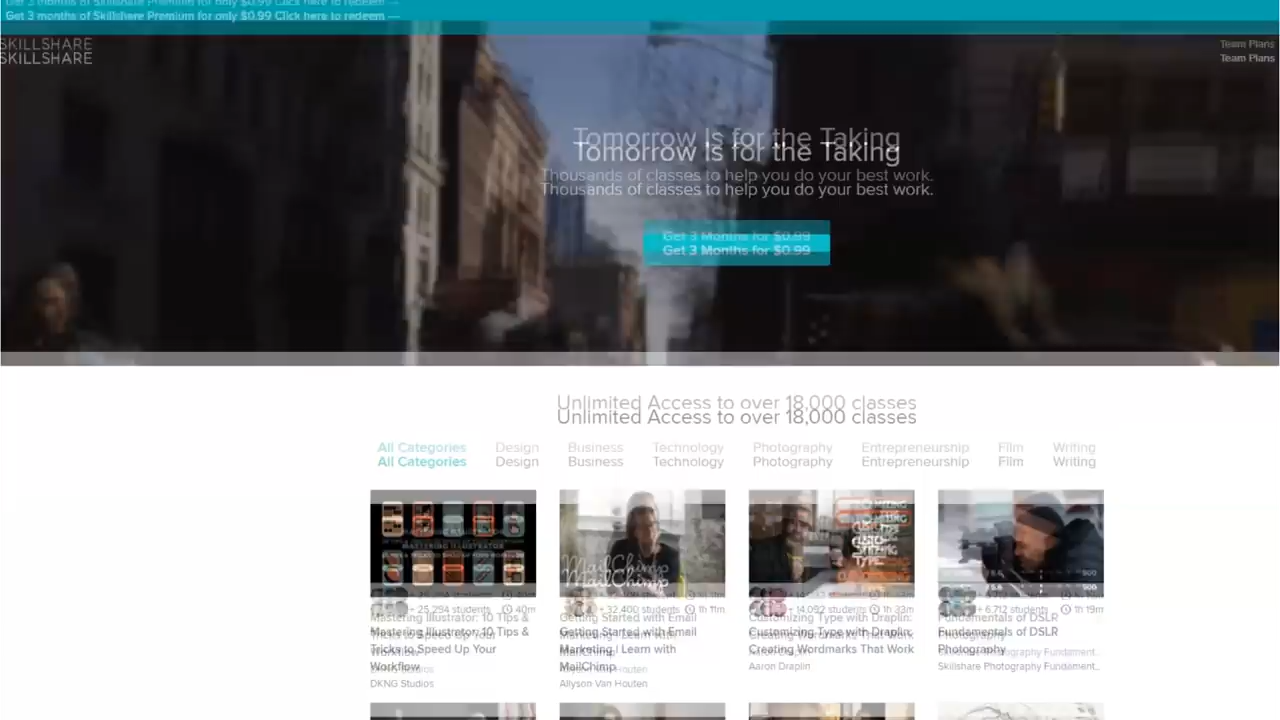 Get 3 months of Skillshare Premium for only $0.99 Click here to redeem —
SKILLSHARE
Team Plans
Tomorrow Is for the Taking
Thousands of classes to help you do your best work.
Get 3 Months for $0.99
Unlimited Access to over 18,000 classes
All Categories Design Business Technology Photography Entrepreneurship Film Writing
MASTERING ILLUSTRATOR
MailChimp
+ 25,294 students 40m
+ 32,400 students 1h 11m
+ 14,092 students 1h 33m
+ 6,712 students 1h 19m
Mastering Illustrator: 10 Tips &
Tricks to Speed Up Your
Workflow
DKNG Studios
Getting Started with Email
Marketing | Learn with
MailChimp
Allyson Van Houten
Customizing Type with Draplin:
Creating Wordmarks That Work
Aaron Draplin
Fundamentals of DSLR
Photography
Skillshare Photography Fundament...